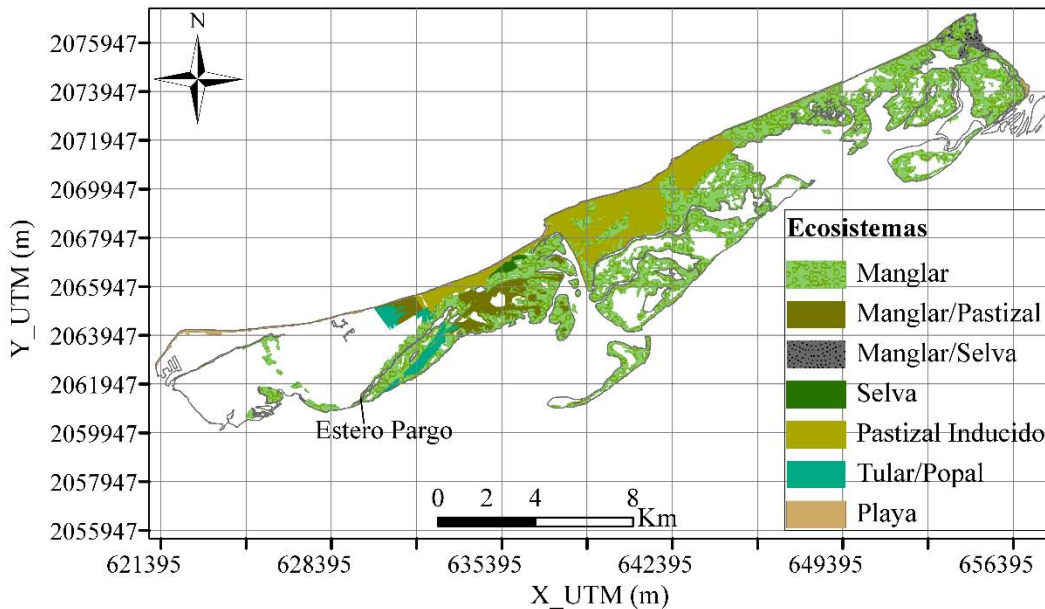 N
2075947
2073947
2071947
2069947
2067947
2065947
2063947
2061947
2059947
2057947
2055947
Y_UTM (m)
Estero Pargo
Ecosistemas
Manglar
Manglar/Pastizal
Manglar/Selva
Selva
Pastizal Inducido
Tular/Popal
Playa
0 2 4 8
Km
621395 628395 635395 642395 649395 656395
X_UTM (m)